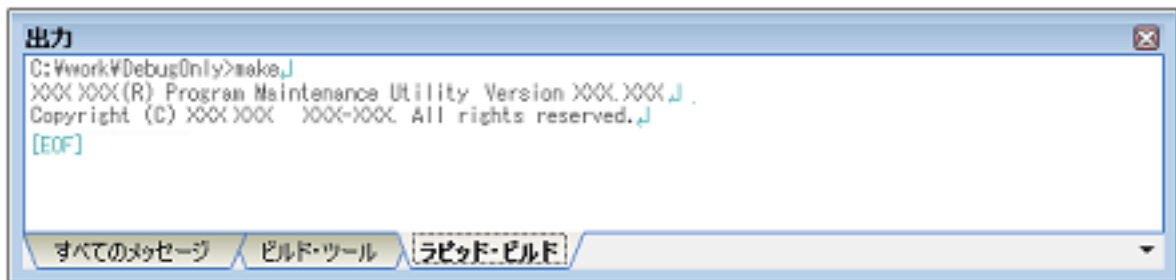 出力
C:¥work¥DebugOnly>make↲
XXX XXX(R) Program Maintenance Utility Version XXX.XXX↲
Copyright (C) XXX XXX XXX-XXX. All rights reserved.↲
[EOF]
すべてのメッセージ ビルド・ツール ラピッド・ビルド